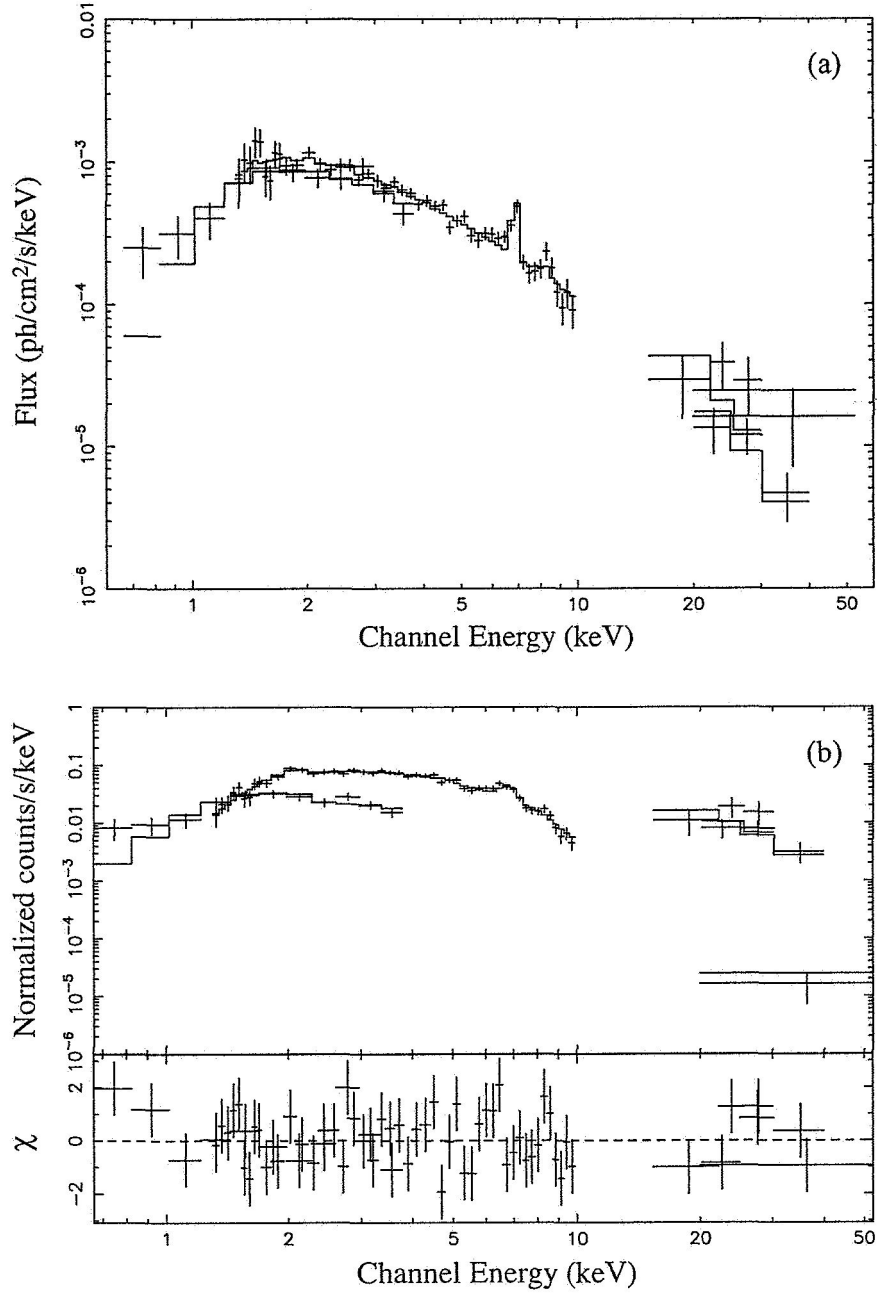 (a)
0.01
10⁻³
10⁻⁴
10⁻⁵
10⁻⁶
Flux (ph/cm²/s/keV)
1 2 5 10 20 50
Channel Energy (keV)
(b)
1
0.1
0.01
10⁻³
10⁻⁴
10⁻⁵
10⁻⁶
Normalized counts/s/keV
2
0
−2
χ
1 2 5 10 20 50
Channel Energy (keV)